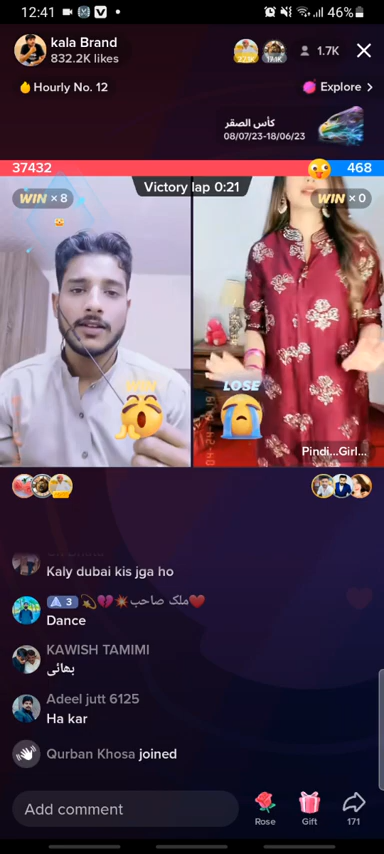 12:41
46%
kala Brand
832.2K likes
1.7K
Hourly No. 12
Explore
كأس الصقر
08/07/23-18/06/23
37432
468
WIN × 8
Victory lap 0:21
WIN × 0
WIN
LOSE
Pindi...Girl...
Kaly dubai kis jga ho
3
ملک صاحب
Dance
KAWISH TAMIMI
بھائی
Adeel jutt 6125
Ha kar
Qurban Khosa joined
Add comment
Rose
Gift
171